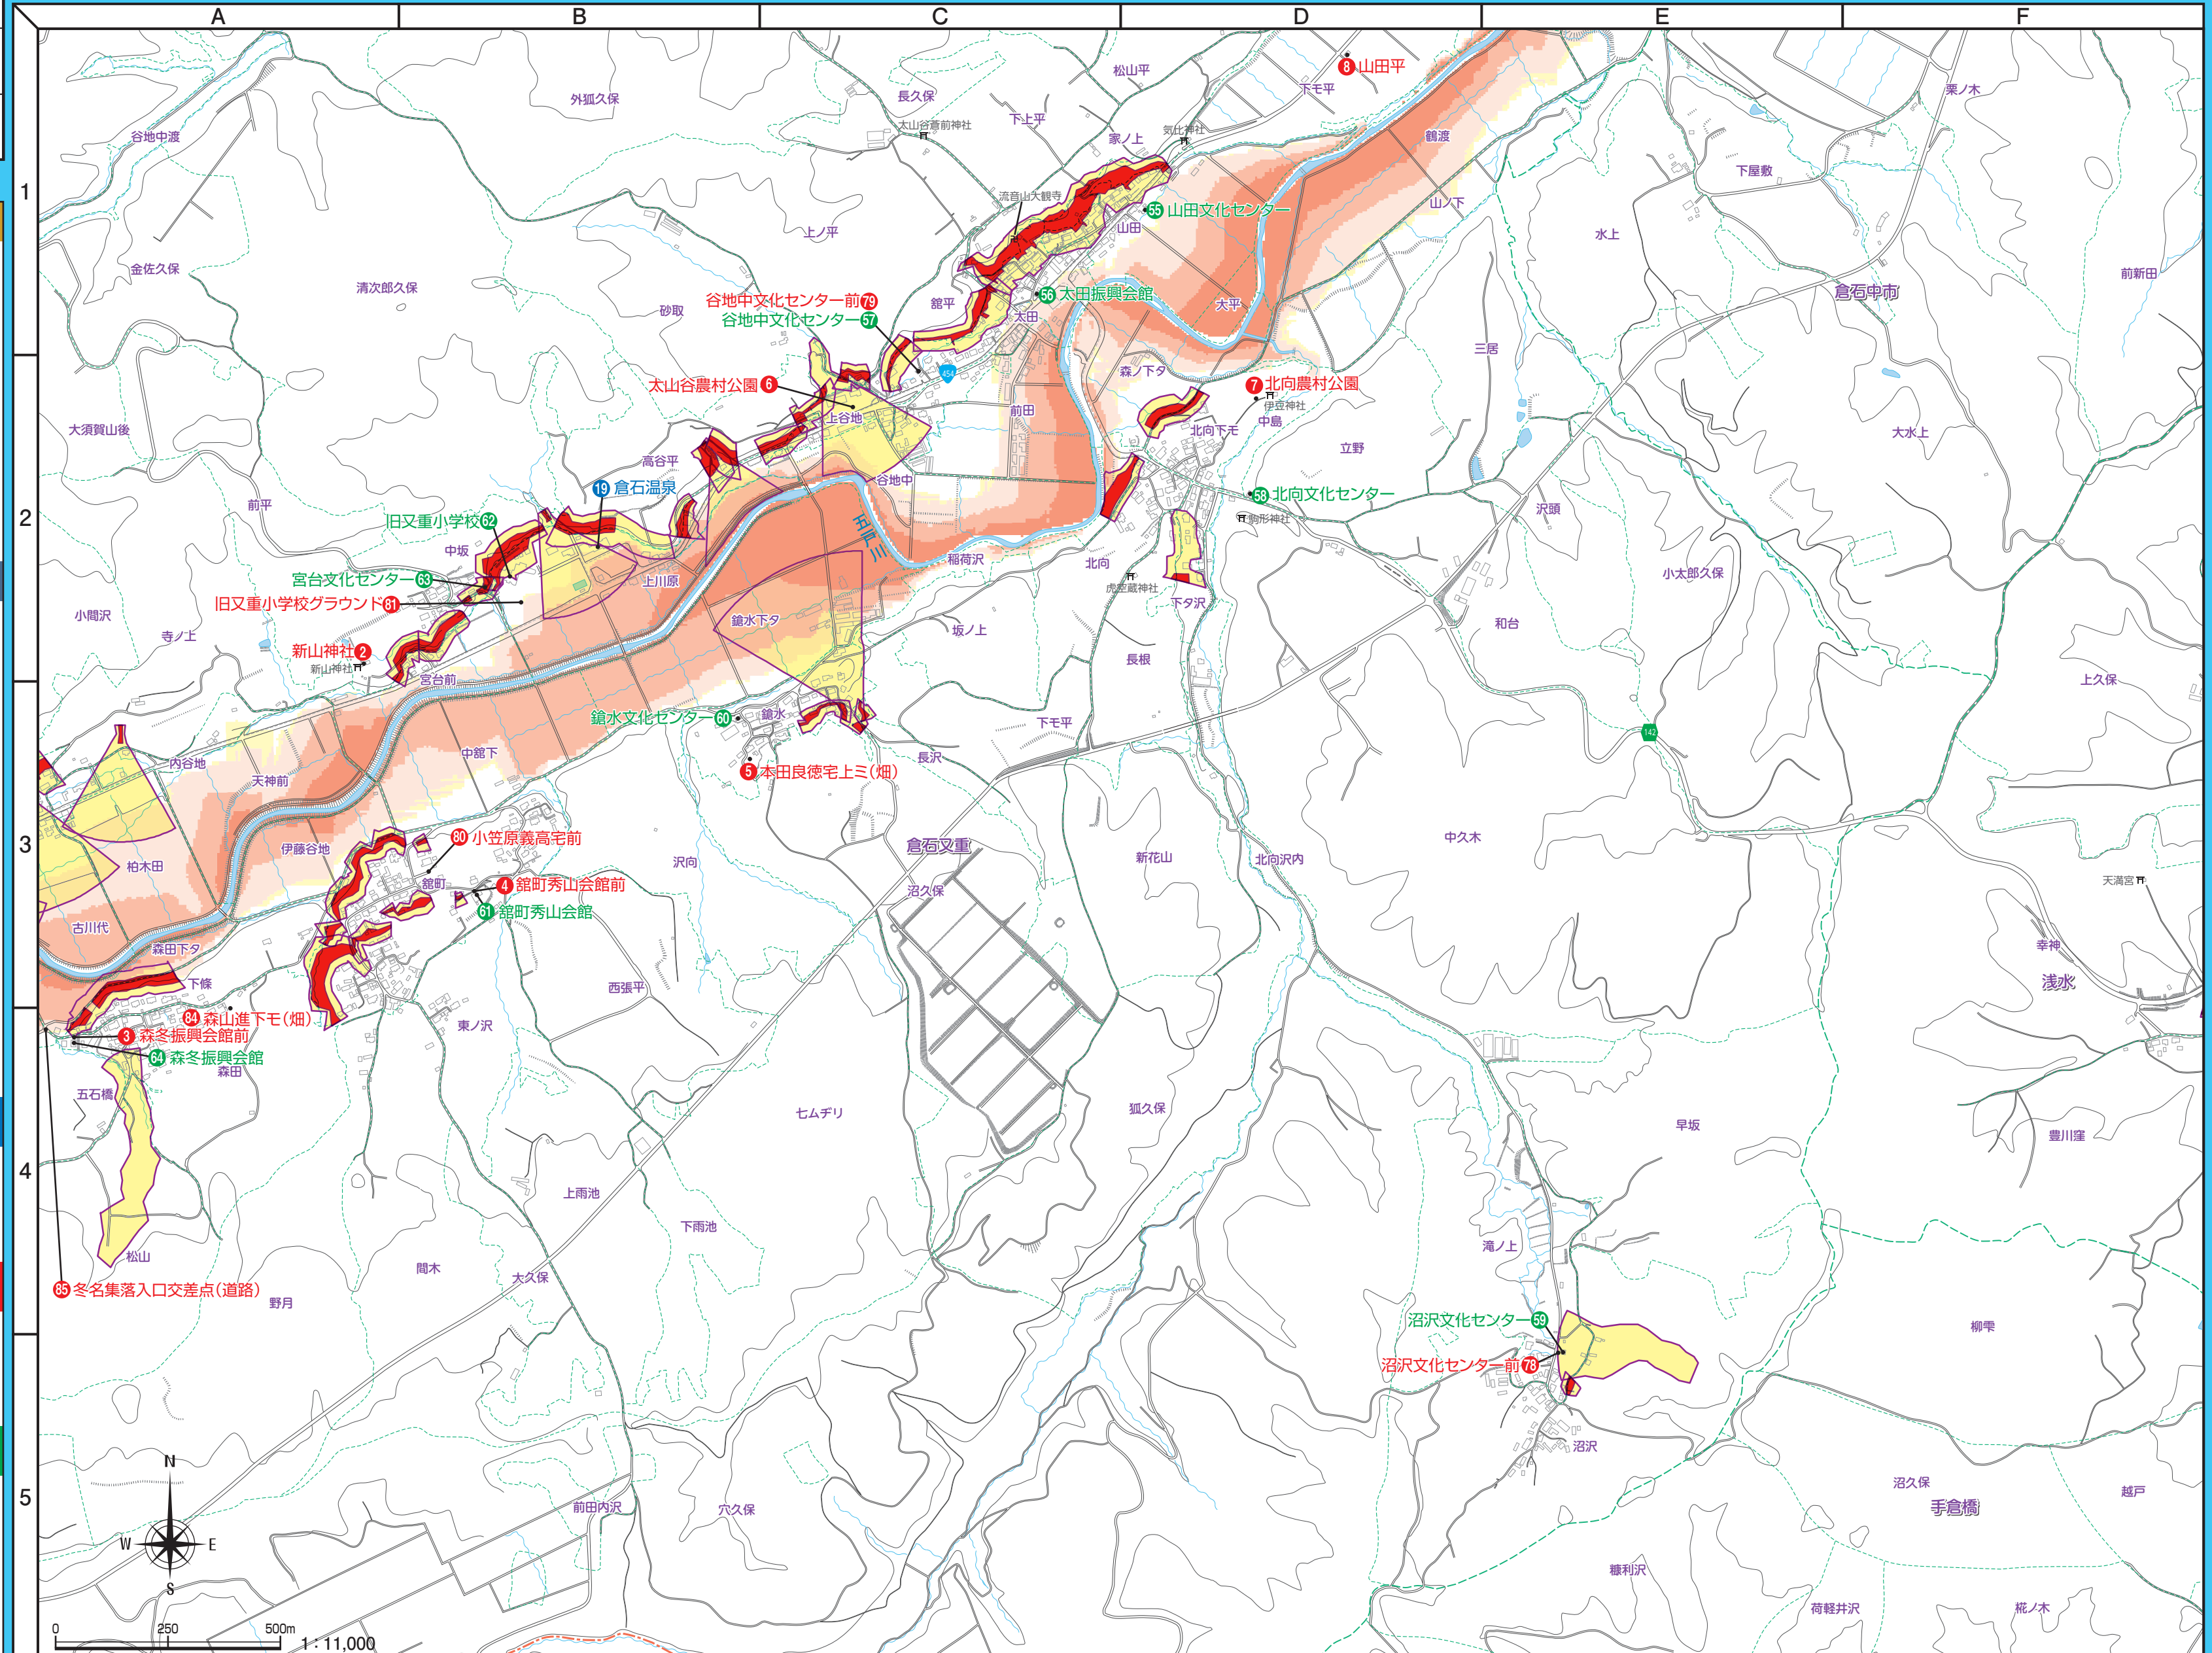 A
B
C
D
E
F
1
2
3
4
5
8 山田平
松山平
下モ平
栗ノ木
外狐久保
長久保
太山谷蒼前神社
下上平
家ノ上
気比神社
鶴渡
谷地中渡
下屋敷
流音山大観寺
55 山田文化センター
山田
山ノ下
上ノ平
水上
金佐久保
清次郎久保
前新田
倉石中市
谷地中文化センター前 79
舘平
56 太田振興会館
大平
砂取
谷地中文化センター 57
太田
三居
454
森ノ下タ
太山谷農村公園 6
7 北向農村公園
伊豆神社
上谷地
前田
中島
大須賀山後
北向下モ
大水上
立野
高谷平
谷地中
19 倉石温泉
58 北向文化センター
前平
沢頭
旧又重小学校 62
駒形神社
五戸川
中坂
稲荷沢
北向
小太郎久保
宮台文化センター 63
上川原
虎空蔵神社
旧又重小学校グラウンド 81
下タ沢
小間沢
鎗水下タ
和台
寺ノ上
坂ノ上
新山神社 2
新山神社
長根
宮台前
上久保
鎗水文化センター 60
鎗水
下モ平
142
中舘下
長沢
内谷地
天神前
5 本田良徳宅上ミ(畑)
80 小笠原義高宅前
倉石又重
中久木
伊藤谷地
柏木田
沢向
新花山
北向沢内
天満宮
舘町
4 舘町秀山会館前
沼久保
61 舘町秀山会館
古川代
森田下タ
幸神
浅水
下條
西張平
84 森山進下モ(畑)
東ノ沢
3 森冬振興会館前
64 森冬振興会館
森田
五石橋
七ムヂリ
狐久保
早坂
豊川窪
上雨池
下雨池
松山
滝ノ上
間木
大久保
85 冬名集落入口交差点(道路)
野月
沼沢文化センター 59
柳雫
沼沢文化センター前 78
沼沢
N
W
E
S
前田内沢
穴久保
沼久保
手倉橋
越戸
糠利沢
荷軽井沢
椛ノ木
0
250
500m
1:11,000